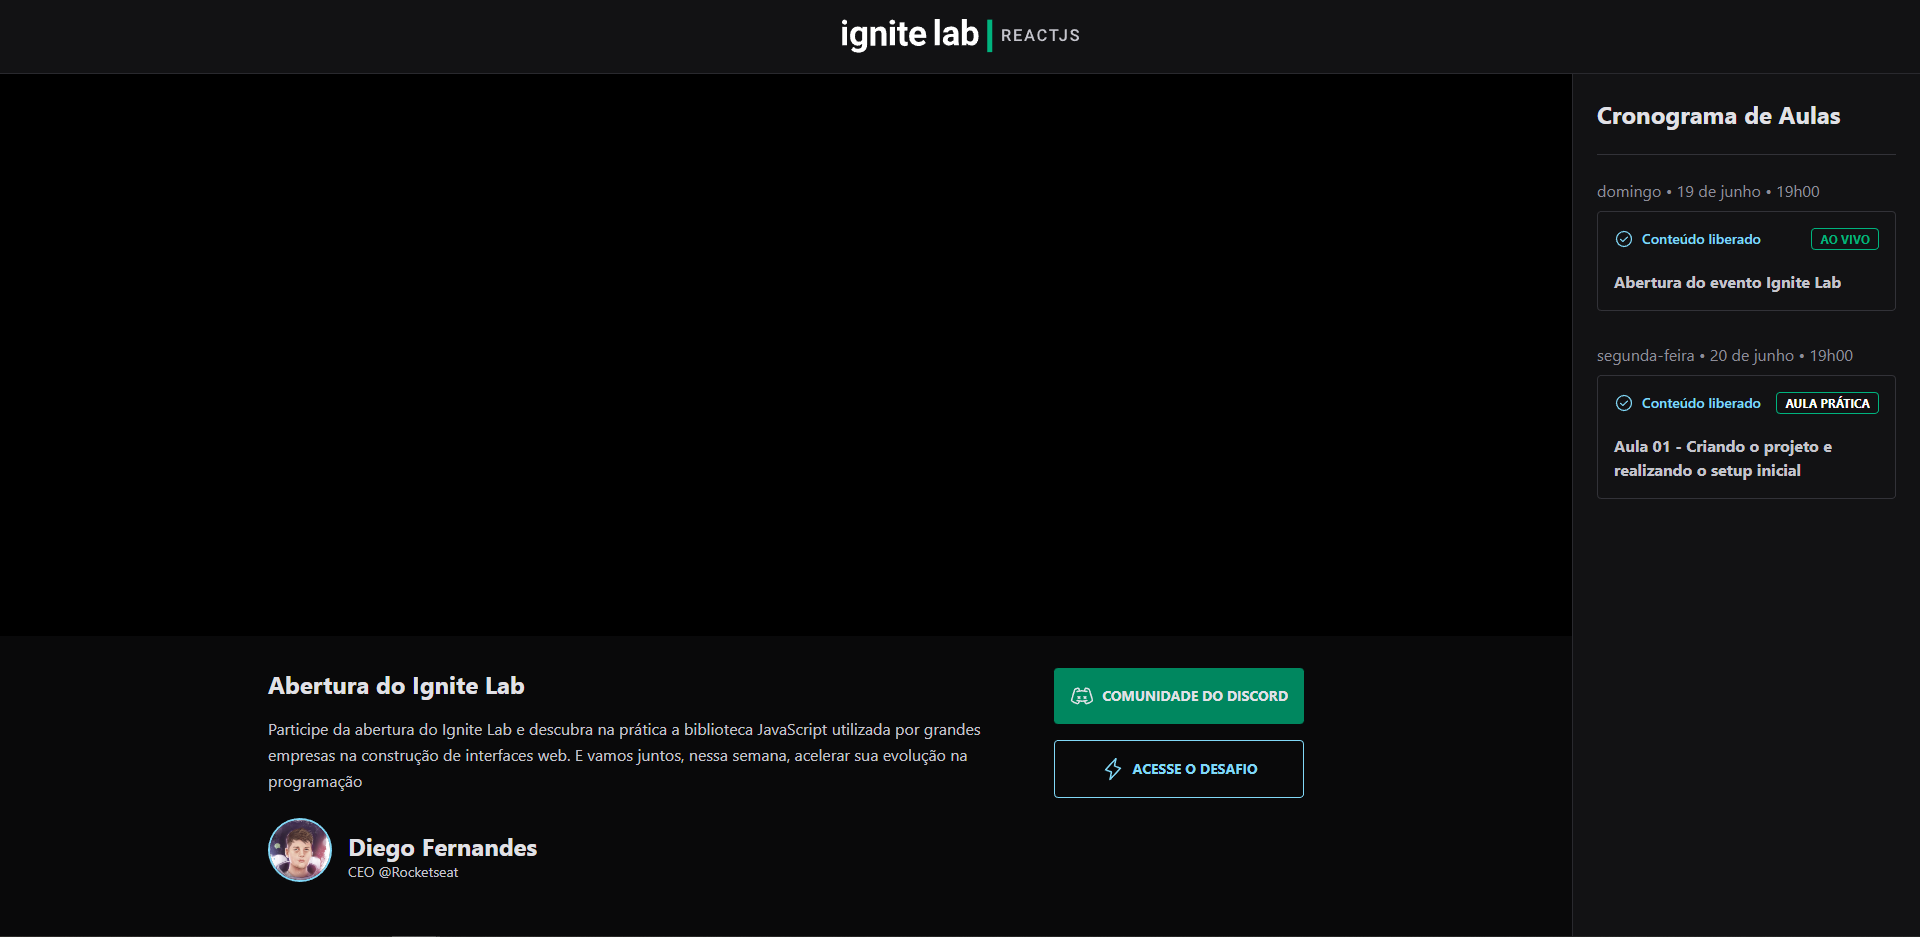 ignite lab | REACTJS
Cronograma de Aulas
domingo • 19 de junho • 19h00
Conteúdo liberado
AO VIVO
Abertura do evento Ignite Lab
segunda-feira • 20 de junho • 19h00
Conteúdo liberado
AULA PRÁTICA
Aula 01 - Criando o projeto e
realizando o setup inicial
Abertura do Ignite Lab
Participe da abertura do Ignite Lab e descubra na prática a biblioteca JavaScript utilizada por grandes
empresas na construção de interfaces web. E vamos juntos, nessa semana, acelerar sua evolução na
programação
Diego Fernandes
CEO @Rocketseat
COMUNIDADE DO DISCORD
ACESSE O DESAFIO